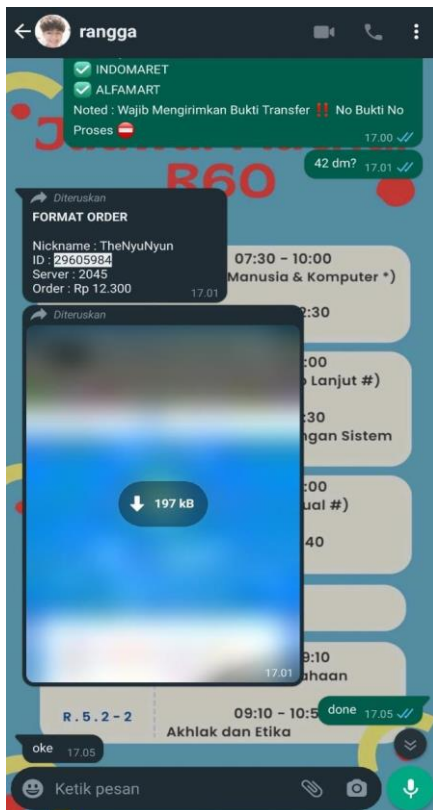 rangga
✅ INDOMARET
✅ ALFAMART
Noted : Wajib Mengirimkan Bukti Transfer ‼️ No Bukti No
Proses ⛔
17.00
42 dm? 17.01
R60
Diteruskan
FORMAT ORDER
Nickname : TheNyuNyun
ID : 29605984
Server : 2045
Order : Rp 12.300
17.01
07:30 - 10:00
Manusia & Komputer *)
:30
Diteruskan
:00
Lanjut #)
:30
ngan Sistem
:00
ual #)
40
197 kB
17.01
9:10
ahaan
R.5.2-2
09:10 - 10:5
Akhlak dan Etika
done 17.05
oke 17.05
Ketik pesan